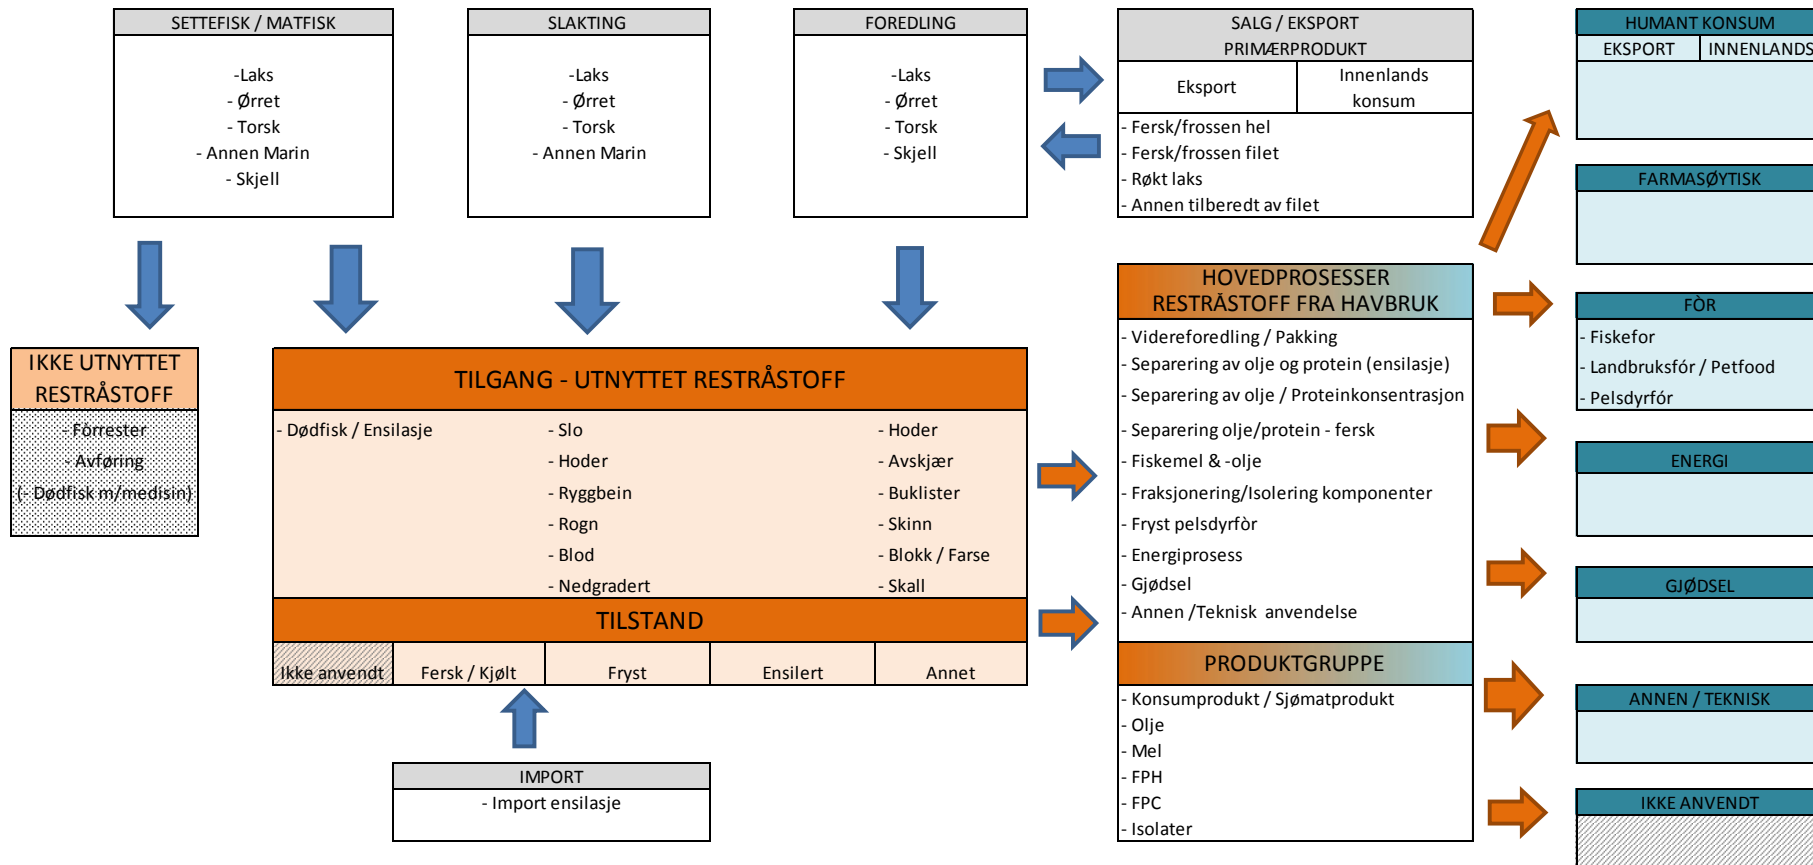 SETTEFISK / MATFISK
-Laks
- Ørret
- Torsk
- Annen Marin
- Skjell
SLAKTING
-Laks
- Ørret
- Torsk
- Annen Marin
FOREDLING
-Laks
- Ørret
- Torsk
- Skjell
SALG / EKSPORT
PRIMÆRPRODUKT
Eksport
Innenlands
konsum
- Fersk/frossen hel
- Fersk/frossen filet
- Røkt laks
- Annen tilberedt av filet
HUMANT KONSUM
EKSPORT
INNENLANDS
FARMASØYTISK
FÒR
- Fiskefor
- Landbruksfór / Petfood
- Pelsdyrfór
ENERGI
GJØDSEL
ANNEN / TEKNISK
IKKE ANVENDT
IKKE UTNYTTET
RESTRÅSTOFF
- Fòrrester
- Avføring
(- Dødfisk m/medisin)
TILGANG - UTNYTTET RESTRÅSTOFF
- Dødfisk / Ensilasje
- Slo
- Hoder
- Ryggbein
- Rogn
- Blod
- Nedgradert
- Hoder
- Avskjær
- Buklister
- Skinn
- Blokk / Farse
- Skall
TILSTAND
Ikke anvendt
Fersk / Kjølt
Fryst
Ensilert
Annet
IMPORT
- Import ensilasje
HOVEDPROSESSER
RESTRÅSTOFF FRA HAVBRUK
- Videreforedling / Pakking
- Separering av olje og protein (ensilasje)
- Separering av olje / Proteinkonsentrasjon
- Separering olje/protein - fersk
- Fiskemel & -olje
- Fraksjonering/Isolering komponenter
- Fryst pelsdyrfòr
- Energiprosess
- Gjødsel
- Annen /Teknisk anvendelse
PRODUKTGRUPPE
- Konsumprodukt / Sjømatprodukt
- Olje
- Mel
- FPH
- FPC
- Isolater